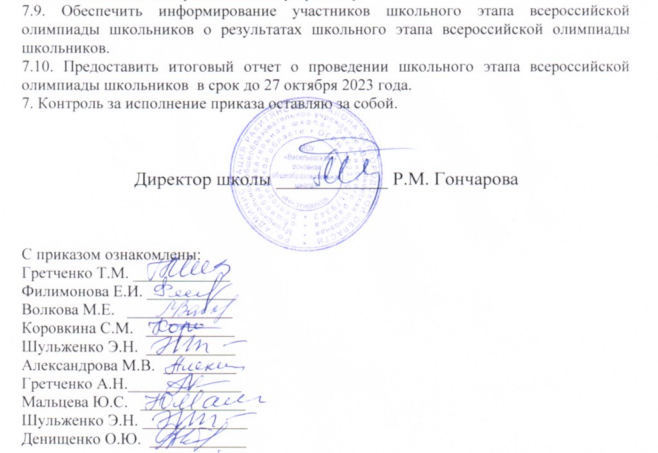 7.9. Обеспечить информирование участников школьного этапа всероссийской
олимпиады школьников о результатах школьного этапа всероссийской олимпиады
школьников.
7.10. Предоставить итоговый отчет о проведении школьного этапа всероссийской
олимпиады школьников в срок до 27 октября 2023 года.
7. Контроль за исполнение приказа оставляю за собой.
Директор школы Р.М. Гончарова
С приказом ознакомлены:
Гретченко Т.М.
Филимонова Е.И.
Волкова М.Е.
Коровкина С.М.
Шульженко Э.Н.
Александрова М.В.
Гретченко А.Н.
Мальцева Ю.С.
Шульженко Э.Н.
Денищенко О.Ю.